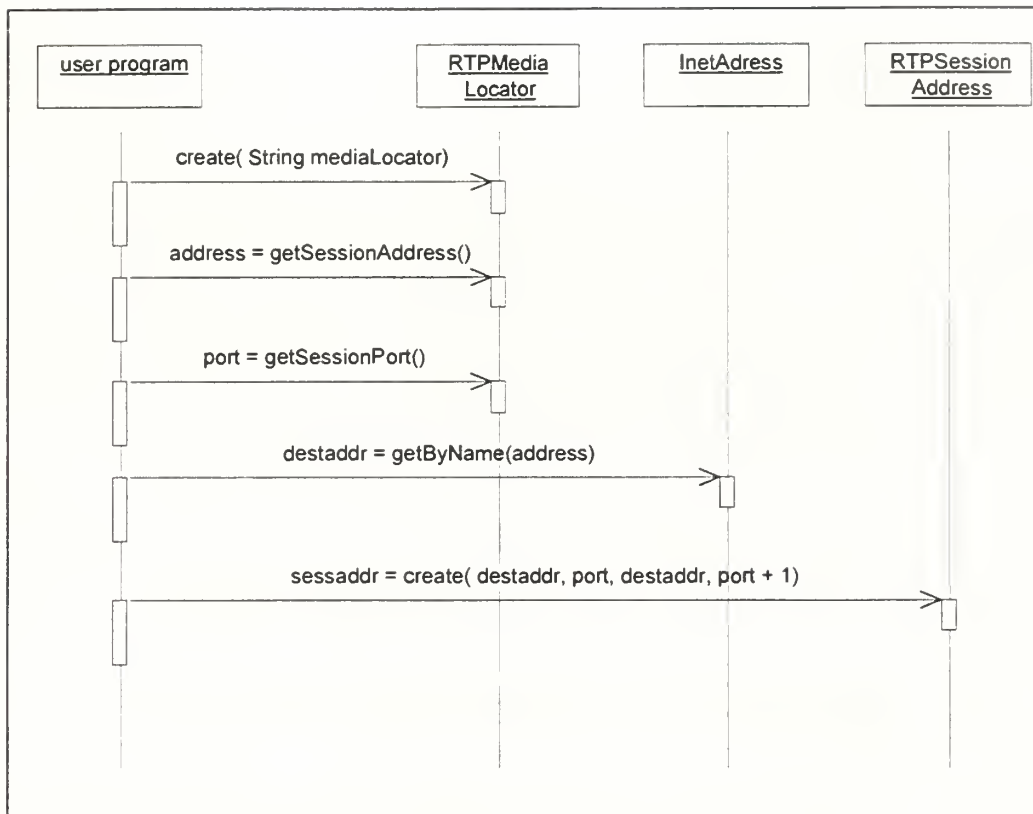 user program
RTPMedia
Locator
InetAdress
RTPSession
Address
create( String mediaLocator)
address = getSessionAddress()
port = getSessionPort()
destaddr = getByName(address)
sessaddr = create( destaddr, port, destaddr, port + 1)